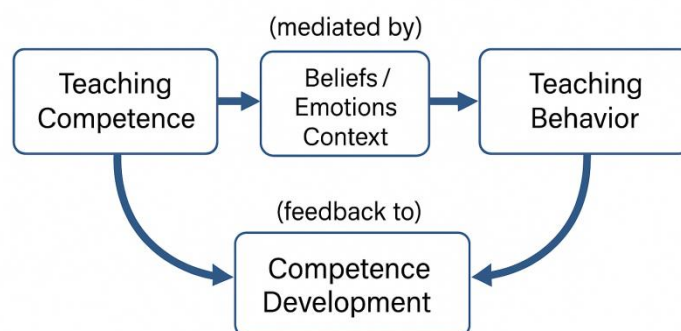 (mediated by)
Teaching
Competence
Beliefs /
Emotions
Context
Teaching
Behavior
(feedback to)
Competence
Development